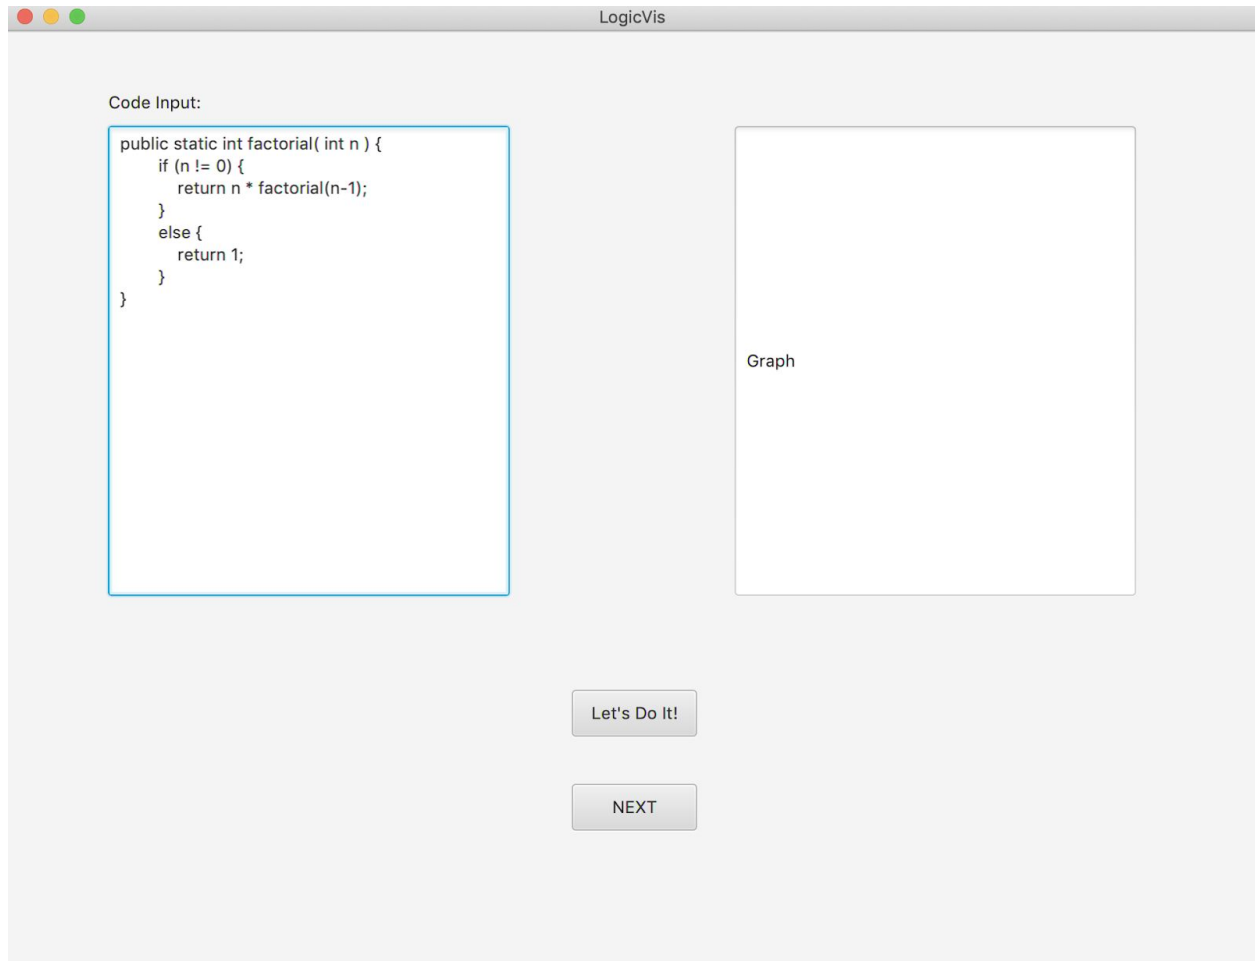 LogicVis
Code Input:
public static int factorial( int n ) {
if (n != 0) {
return n * factorial(n-1);
}
else {
return 1;
}
}
Graph
Let's Do It!
NEXT